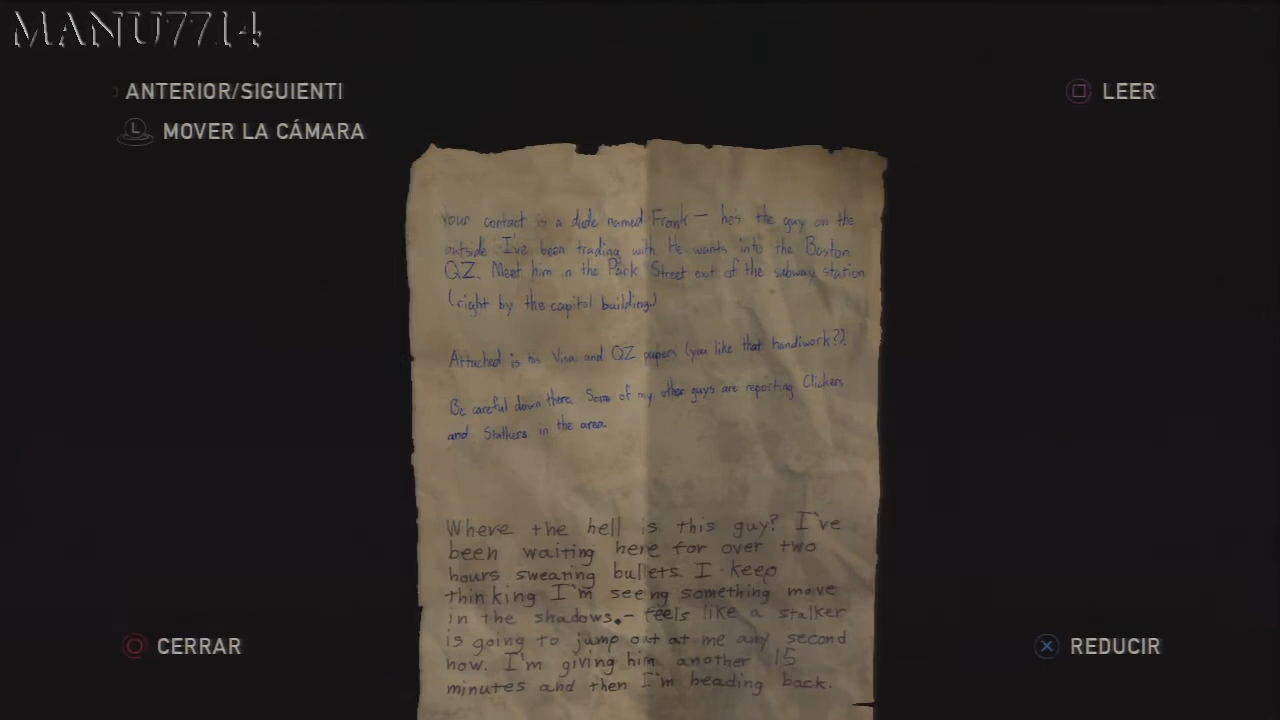 MANU7714
ANTERIOR/SIGUIENTI
L MOVER LA CÁMARA
LEER
Your contact is a dude named Frank - he's the guy on the
outside I've been trading with. He wants into the Boston
QZ. Meet him in the Park Street exit of the subway station
(right by the capitol building.)
Attached is his Visa and QZ papers (you like that handiwork?).
Be careful down there. Some of my other guys are reporting Clickers
and Stalkers in the area.
Where the hell is this guy? I've
been waiting here for over two
hours sweating bullets. I keep
thinking I'm seeing something move
in the shadows. - feels like a stalker
is going to jump out at me any second
now. I'm giving him another 15
minutes and then I'm heading back.
CERRAR
REDUCIR